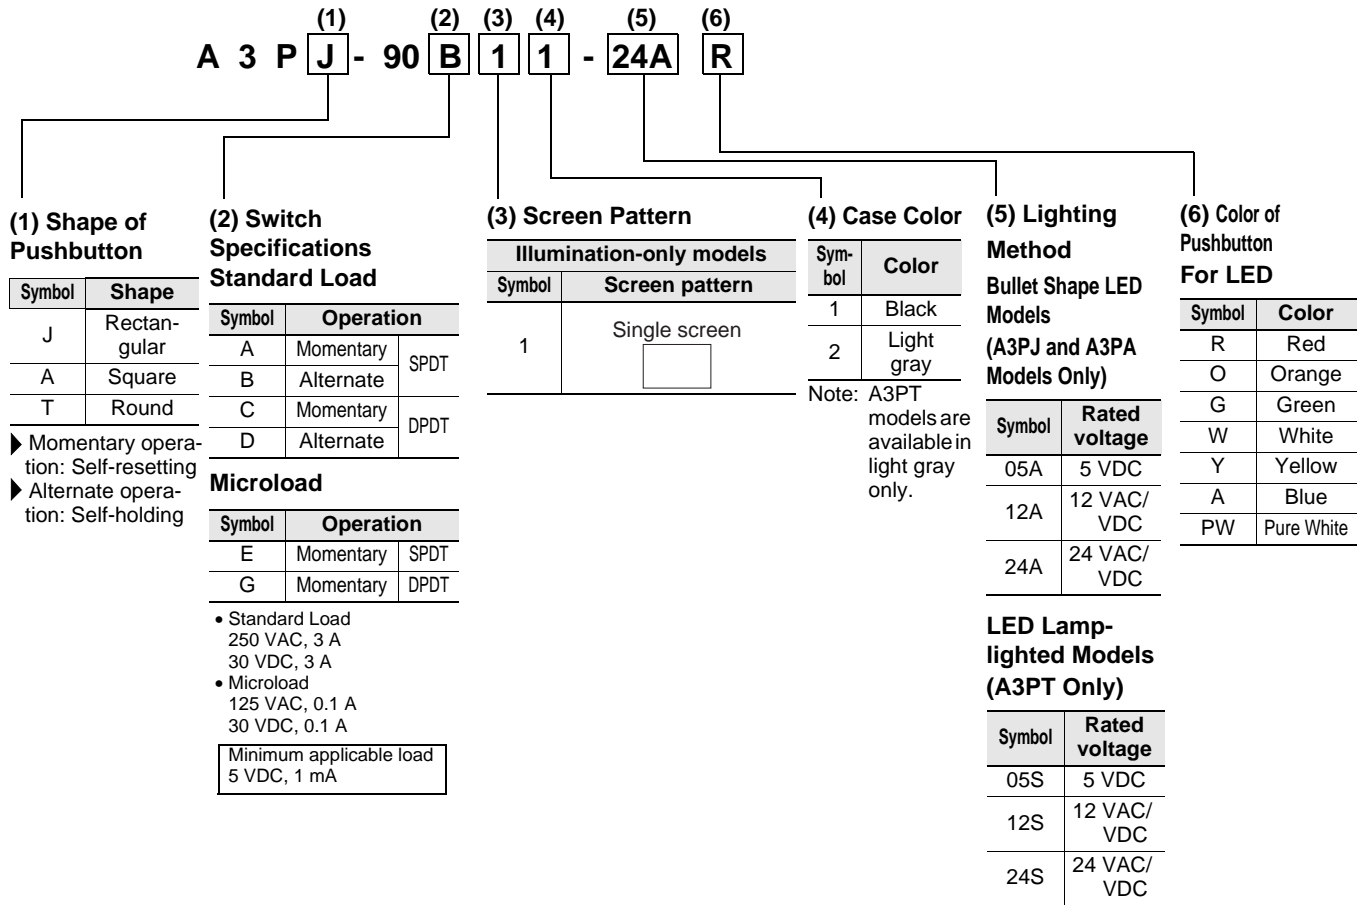 (1) (2) (3) (4) (5) (6)
A 3 P J - 90 B 1 1 - 24A R
(1) Shape of
Pushbutton
Symbol Shape
J Rectan-
gular
A Square
T Round
Momentary opera-
tion: Self-resetting
Alternate opera-
tion: Self-holding
(2) Switch
Specifications
Standard Load
Symbol Operation
A Momentary SPDT
B Alternate
C Momentary DPDT
D Alternate
Microload
Symbol Operation
E Momentary SPDT
G Momentary DPDT
• Standard Load
250 VAC, 3 A
30 VDC, 3 A
• Microload
125 VAC, 0.1 A
30 VDC, 0.1 A
Minimum applicable load
5 VDC, 1 mA
(3) Screen Pattern
Illumination-only models
Symbol Screen pattern
1 Single screen
(4) Case Color
Sym-
bol Color
1 Black
2 Light
gray
Note: A3PT
models are
available in
light gray
only.
(5) Lighting
Method
Bullet Shape LED
Models
(A3PJ and A3PA
Models Only)
Symbol Rated
voltage
05A 5 VDC
12A 12 VAC/
VDC
24A 24 VAC/
VDC
LED Lamp-
lighted Models
(A3PT Only)
Symbol Rated
voltage
05S 5 VDC
12S 12 VAC/
VDC
24S 24 VAC/
VDC
(6) Color of
Pushbutton
For LED
Symbol Color
R Red
O Orange
G Green
W White
Y Yellow
A Blue
PW Pure White